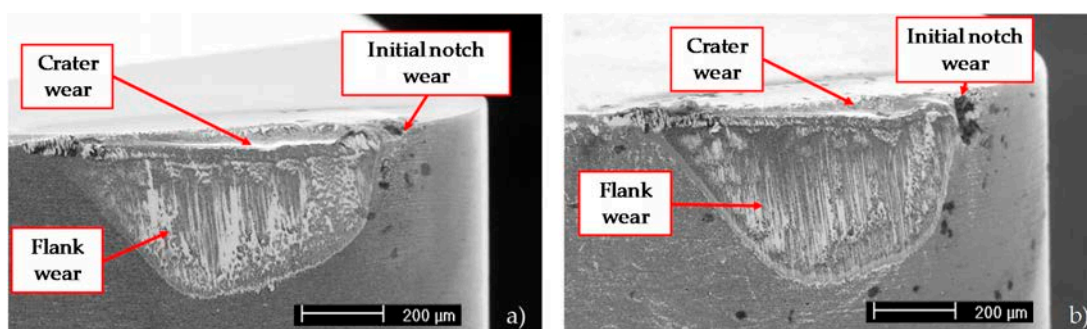 Crater
wear
Initial notch
wear
Flank
wear
200 µm
a)
Crater
wear
Initial notch
wear
Flank
wear
200 µm
b)